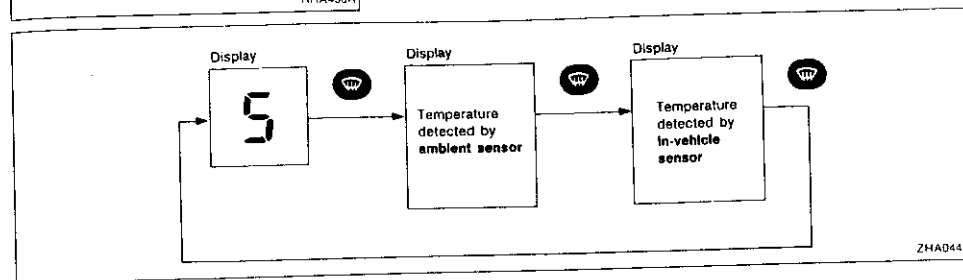 Display
5
Display
Temperature
detected by
ambient sensor
Display
Temperature
detected by
in-vehicle
sensor
ZHA044